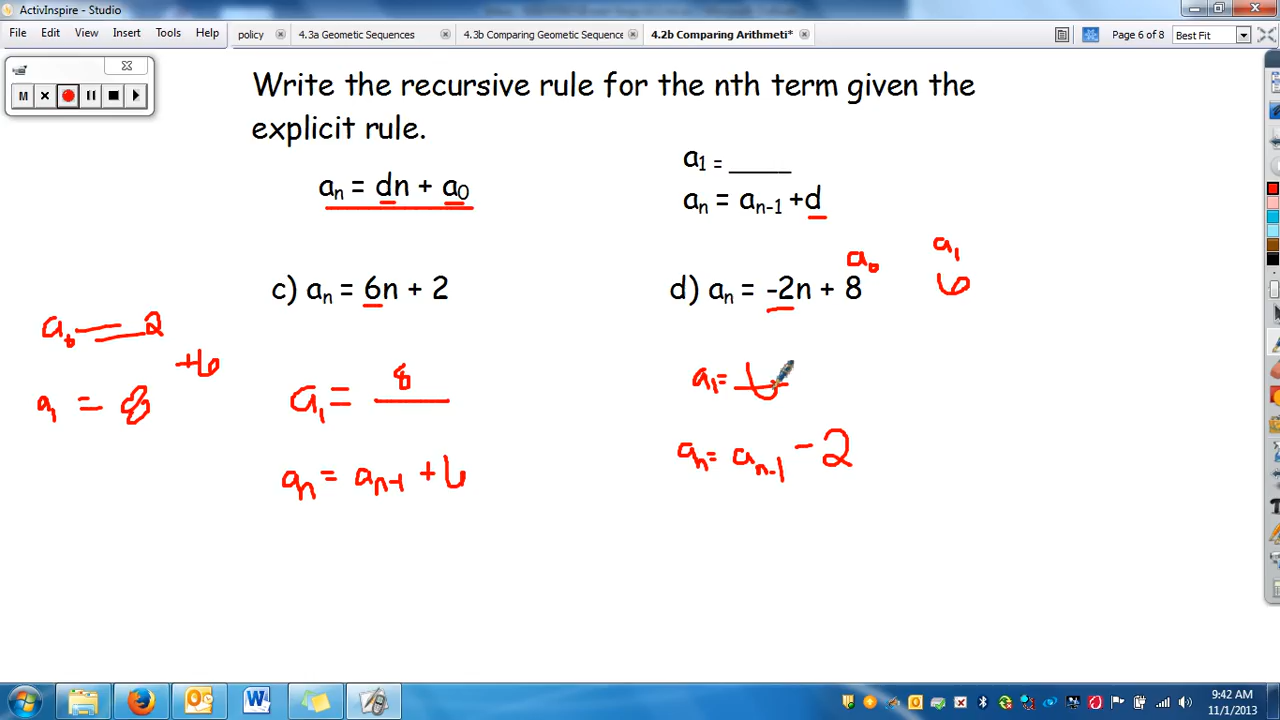 ActivInspire - Studio
File Edit View Insert Tools Help
policy
4.3a Geometic Sequences
4.3b Comparing Geometic Sequence
4.2b Comparing Arithmeti*
Page 6 of 8
Best Fit
M
Write the recursive rule for the nth term given the
explicit rule.
aₙ = dn + a₀
a₁ = _____
aₙ = aₙ₋₁ +d
c) aₙ = 6n + 2
a₀ = 2
+6
a₁ = 8
a₁ = 8
aₙ = aₙ₋₁ + 6
a₀ a₁
d) aₙ = -2n + 8 6
a₁ = 6
aₙ = aₙ₋₁ - 2
9:42 AM
11/1/2013